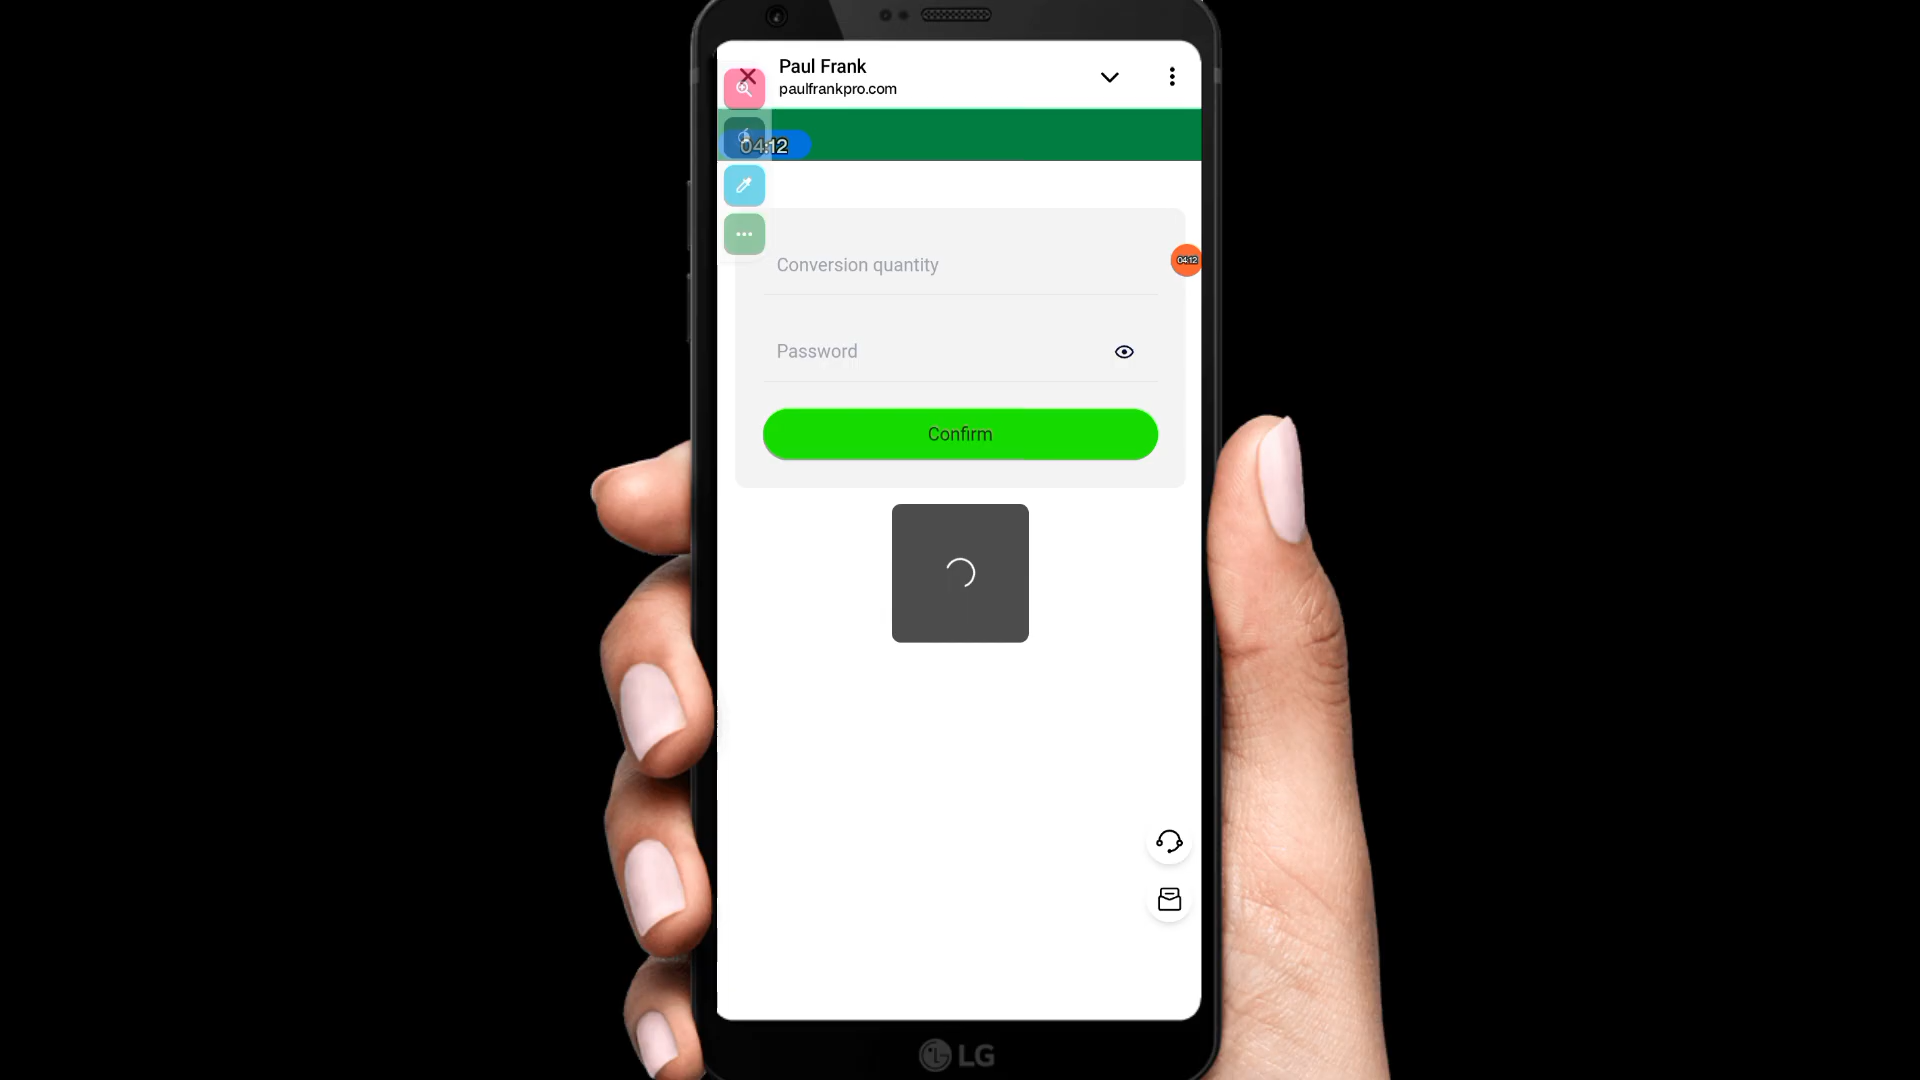 Paul Frank
paulfrankpro.com
04:12
Conversion quantity
04:12
Password
Confirm
LG